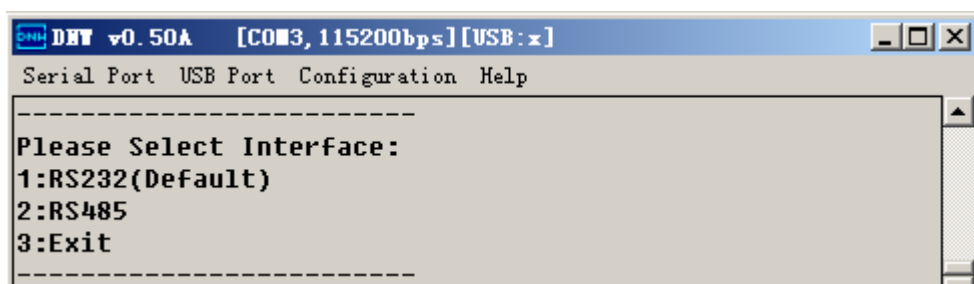 DNW DNW v0.50A [COM3,115200bps][USB:x]
Serial Port USB Port Configuration Help
-------------------------
Please Select Interface:
1:RS232(Default)
2:RS485
3:Exit
-------------------------